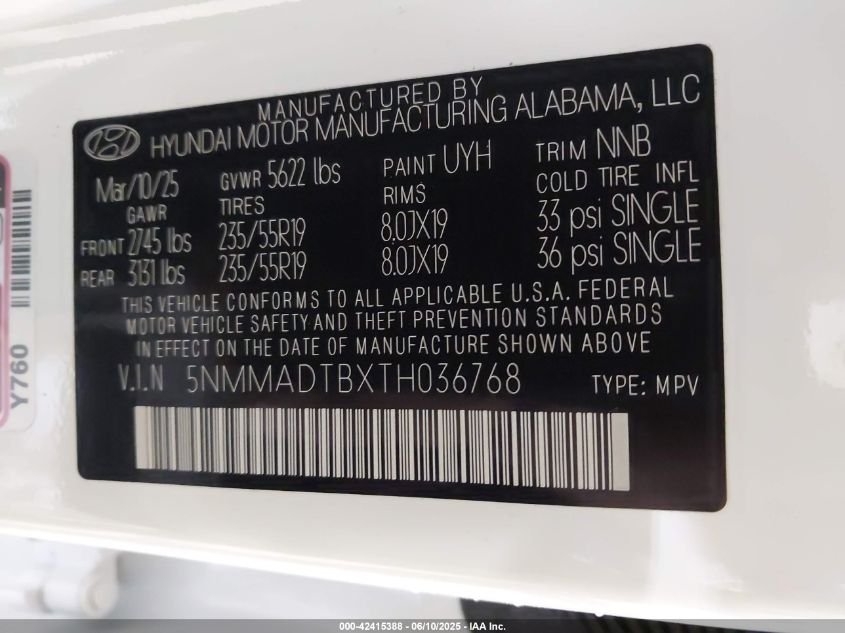 MANUFACTURED BY
HYUNDAI MOTOR MANUFACTURING ALABAMA, LLC
Mar/10/25 GVWR 5622 lbs PAINT UYH TRIM NNB
GAWR TIRES RIMS COLD TIRE INFL
FRONT 2745 lbs 235/55R19 8.0JX19 33 psi SINGLE
REAR 3131 lbs 235/55R19 8.0JX19 36 psi SINGLE
THIS VEHICLE CONFORMS TO ALL APPLICABLE U.S.A. FEDERAL
MOTOR VEHICLE SAFETY AND THEFT PREVENTION STANDARDS
IN EFFECT ON THE DATE OF MANUFACTURE SHOWN ABOVE
V.I.N 5NMMADTBXTH036768 TYPE: MPV
Y760
000-42415388 - 06/10/2025 - IAA Inc.